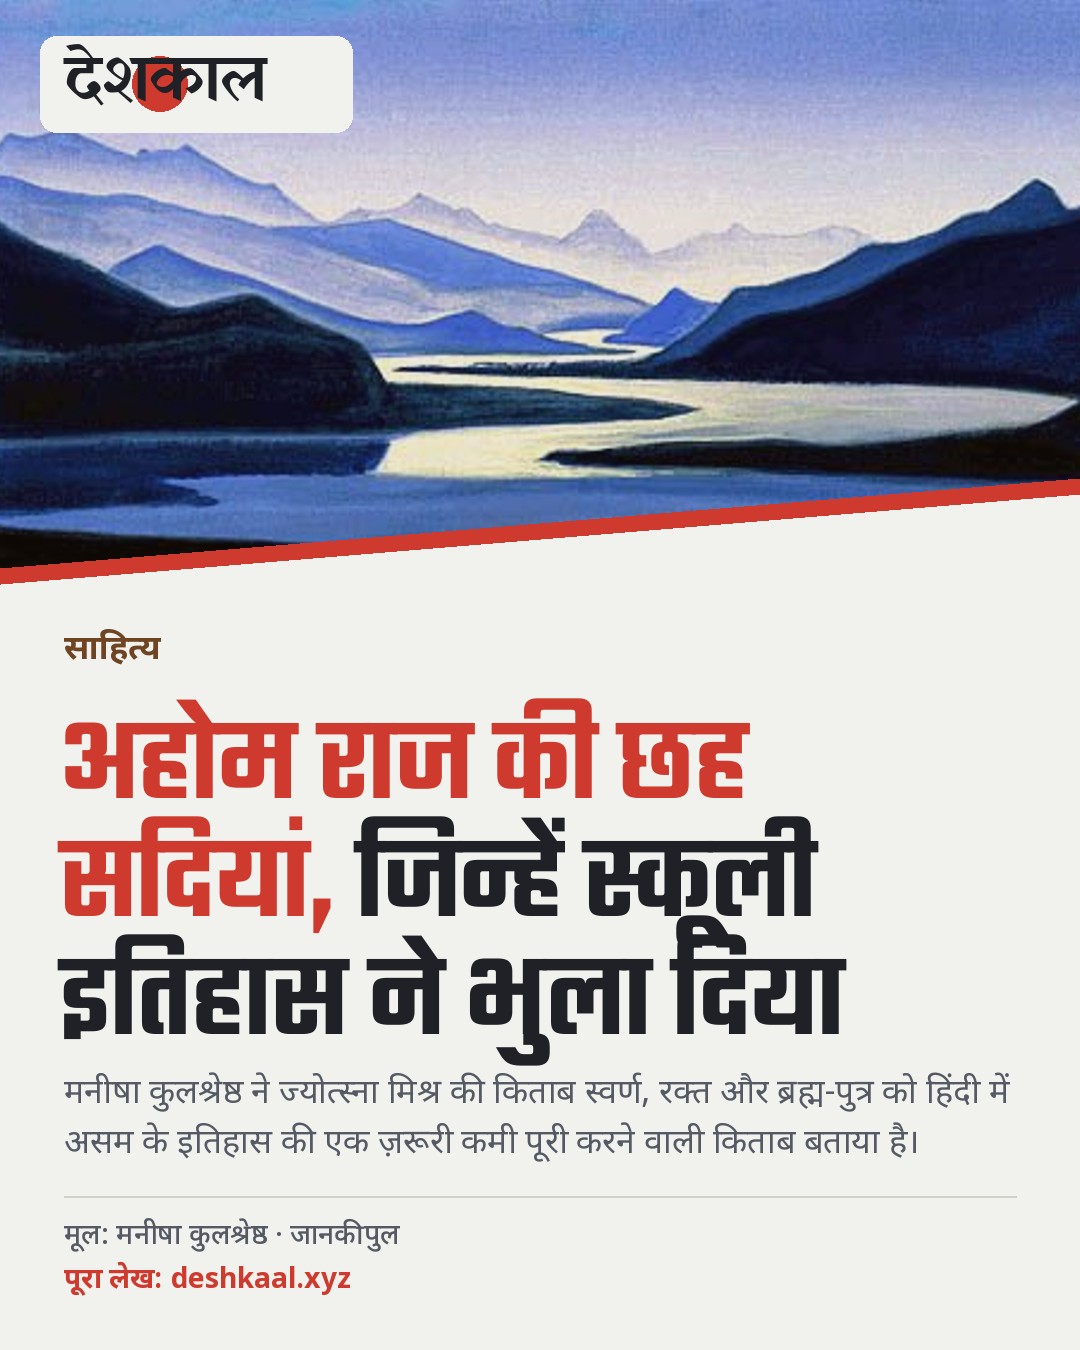 देशकाल
साहित्य
अहोम राज की छह
सदियां, जिन्हें स्कूली
इतिहास ने भुला दिया
मनीषा कुलश्रेष्ठ ने ज्योत्स्ना मिश्र की किताब स्वर्ण, रक्त और ब्रह्म-पुत्र को हिंदी में
असम के इतिहास की एक ज़रूरी कमी पूरी करने वाली किताब बताया है।
मूल: मनीषा कुलश्रेष्ठ · जानकीपुल
पूरा लेख: deshkaal.xyz